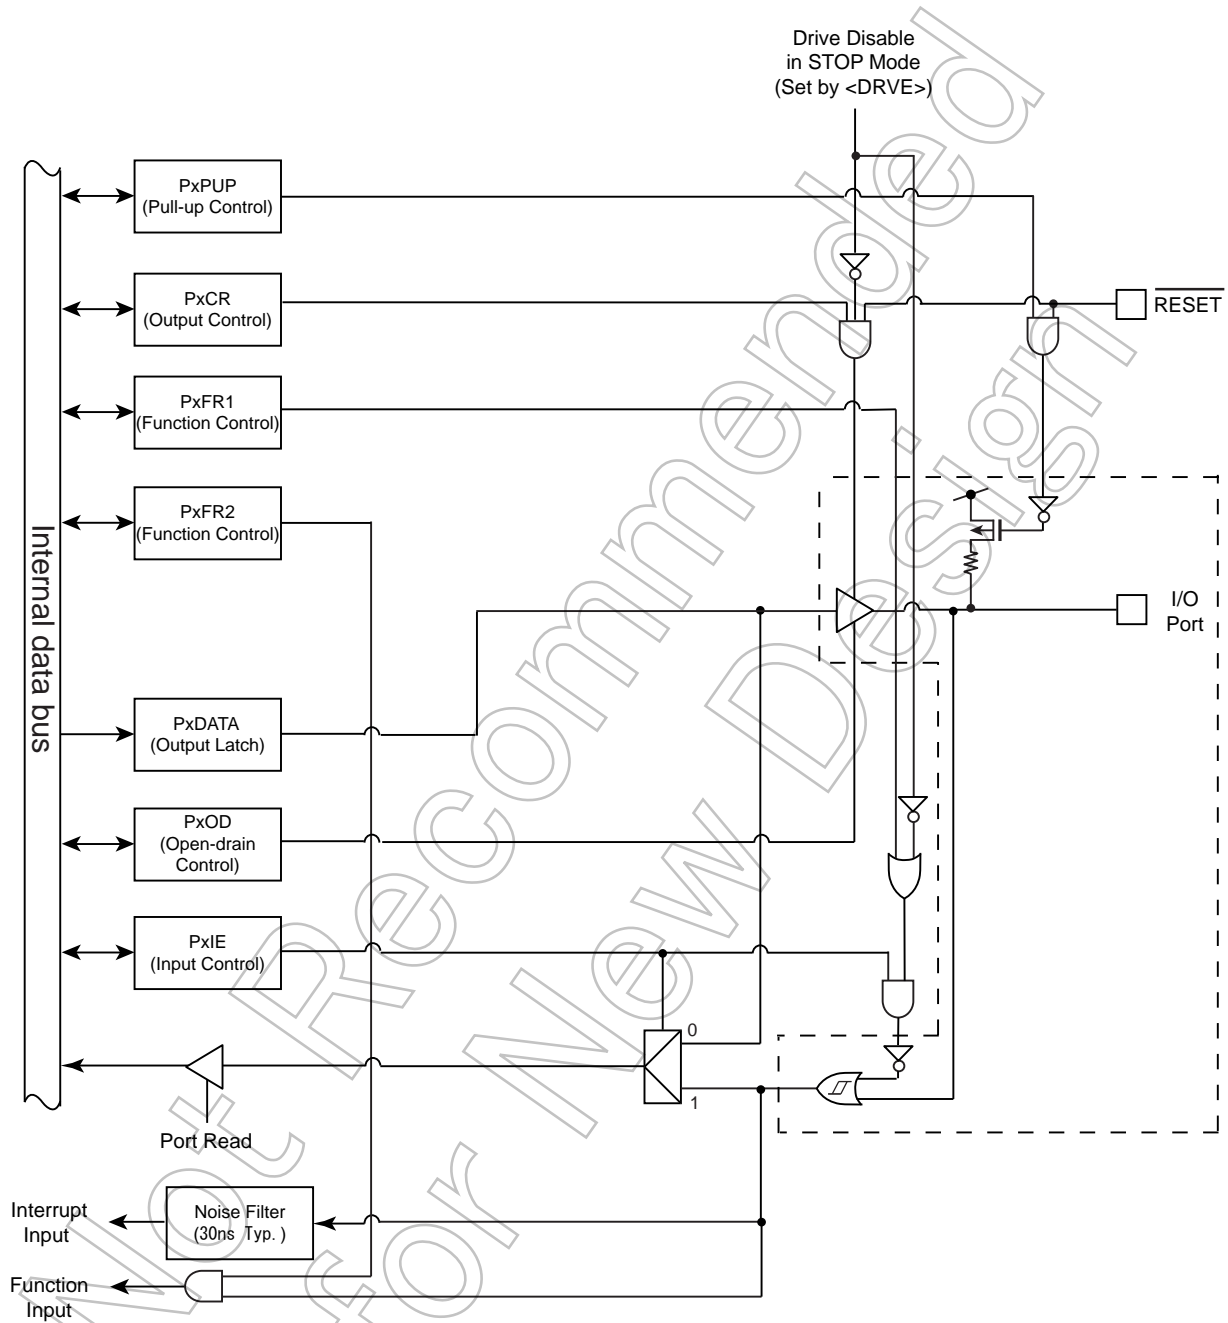 Drive Disable
in STOP Mode
(Set by <DRVE>)
PxPUP
(Pull-up Control)
PxCR
(Output Control)
RESET
PxFR1
(Function Control)
PxFR2
(Function Control)
Internal data bus
I/O
Port
PxDATA
(Output Latch)
PxOD
(Open-drain
Control)
PxIE
(Input Control)
0
1
Port Read
Interrupt
Input
Noise Filter
(30ns Typ.)
Function
Input
Not Recommended
for New Design